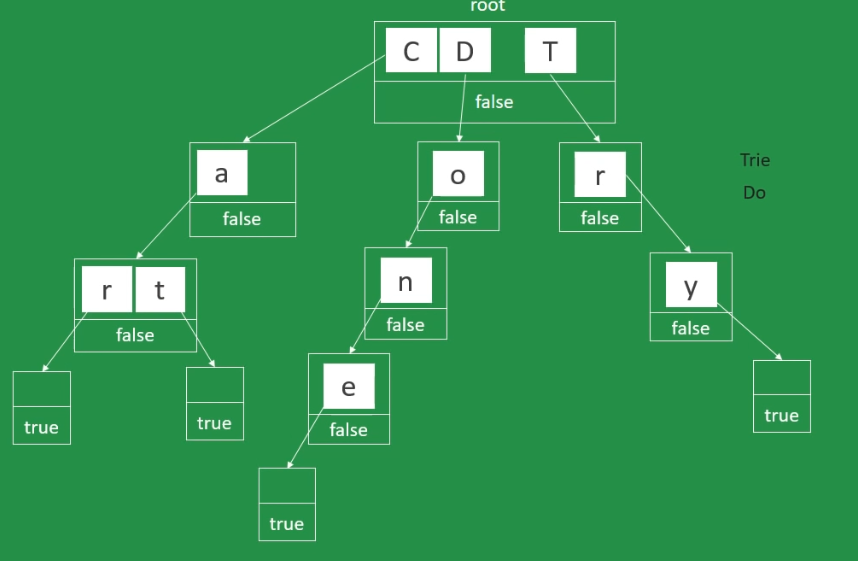 root
C D T
false
a
false
o
false
r
false
Trie
Do
r t
false
n
false
y
false
true
true
e
false
true
true